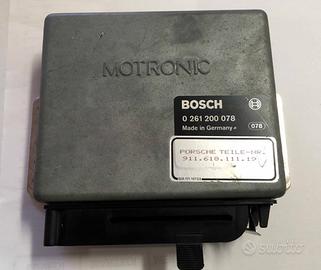 MOTRONIC
BOSCH
0 261 200 078
Made in Germany
078
PORSCHE TEILE-NR.
911.618.111.19
subito